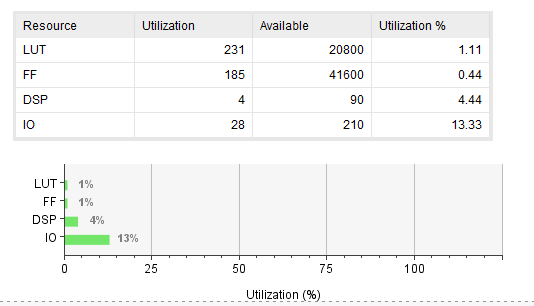 Resource Utilization Available Utilization %
LUT 231 20800 1.11
FF 185 41600 0.44
DSP 4 90 4.44
IO 28 210 13.33
LUT 1%
FF 1%
DSP 4%
IO 13%
0 25 50 75 100
Utilization (%)